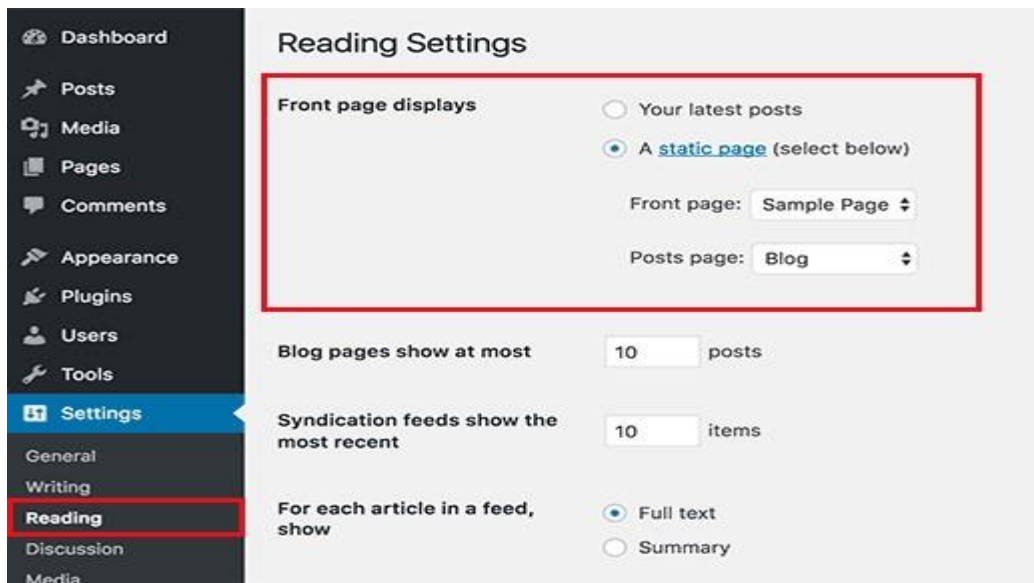 Dashboard
Posts
Media
Pages
Comments
Appearance
Plugins
Users
Tools
Settings
General
Writing
Reading
Discussion
Media
Reading Settings
Front page displays
Your latest posts
A static page (select below)
Front page: Sample Page
Posts page: Blog
Blog pages show at most 10 posts
Syndication feeds show the
most recent 10 items
For each article in a feed,
show
Full text
Summary